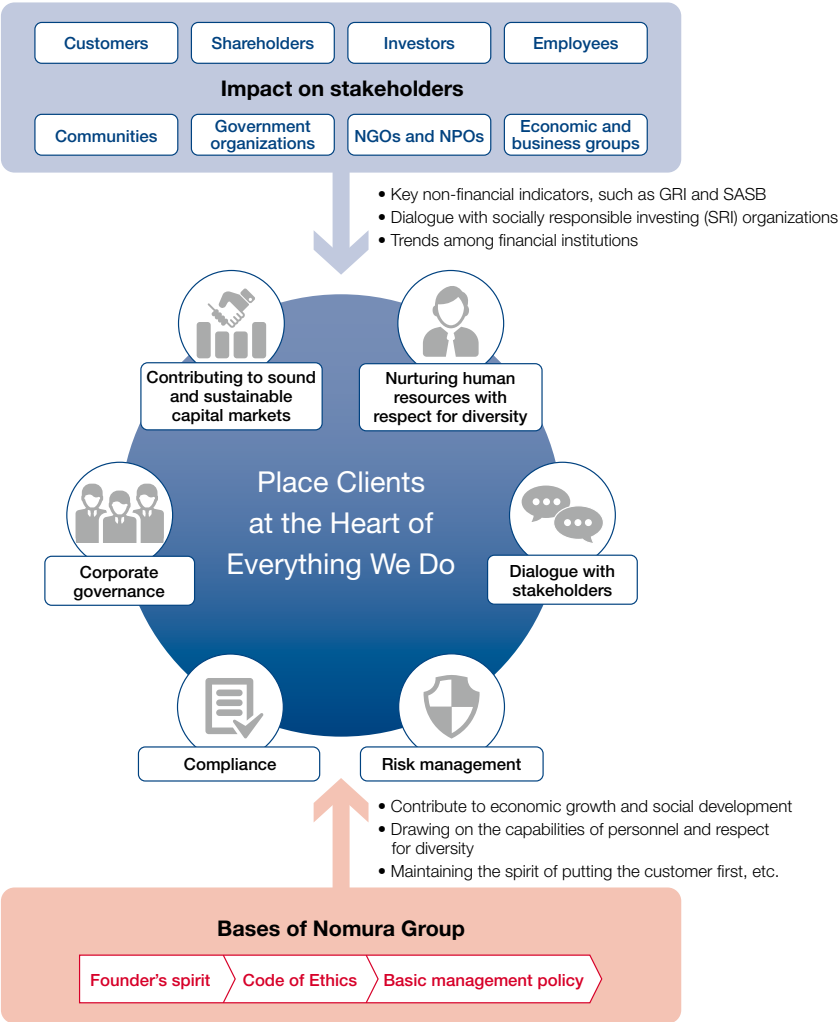 Customers
Shareholders
Investors
Employees
Impact on stakeholders
Communities
Government
organizations
NGOs and NPOs
Economic and
business groups
• Key non-financial indicators, such as GRI and SASB
• Dialogue with socially responsible investing (SRI) organizations
• Trends among financial institutions
Contributing to sound
and sustainable
capital markets
Nurturing human
resources with
respect for diversity
Place Clients
at the Heart of
Everything We Do
Corporate
governance
Dialogue with
stakeholders
Compliance
Risk management
• Contribute to economic growth and social development
• Drawing on the capabilities of personnel and respect
for diversity
• Maintaining the spirit of putting the customer first, etc.
Bases of Nomura Group
Founder’s spirit
Code of Ethics
Basic management policy